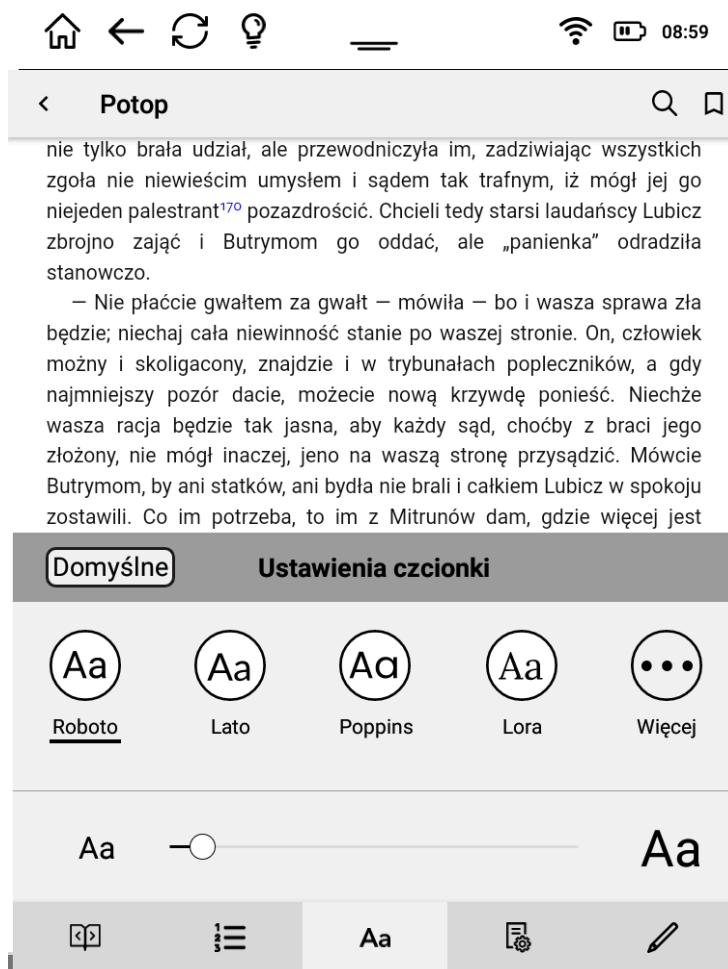 08:59
Potop
nie tylko brała udział, ale przewodniczyła im, zadziwiając wszystkich
zgoła nie niewieścim umysłem i sądem tak trafnym, iż mógł jej go
niejeden palestrant¹⁷⁰ pozazdrościć. Chcieli tedy starsi laudańscy Lubicz
zbrojno zająć i Butrymom go oddać, ale „panienka” odradziła
stanowczo.
— Nie płaćcie gwałtem za gwałt — mówiła — bo i wasza sprawa zła
będzie; niechaj cała niewinność stanie po waszej stronie. On, człowiek
możny i skoligacony, znajdzie i w trybunałach popleczników, a gdy
najmniejszy pozór dacie, możecie nową krzywdę ponieść. Niechże
wasza racja będzie tak jasna, aby każdy sąd, choćby z braci jego
złożony, nie mógł inaczej, jeno na waszą stronę przysądzić. Mówcie
Butrymom, by ani statków, ani bydła nie brali i całkiem Lubicz w spokoju
zostawili. Co im potrzeba, to im z Mitrunów dam, gdzie więcej jest
Domyślne Ustawienia czcionki
Aa Aa Aa Aa
Roboto Lato Poppins Lora Więcej
Aa Aa
Aa